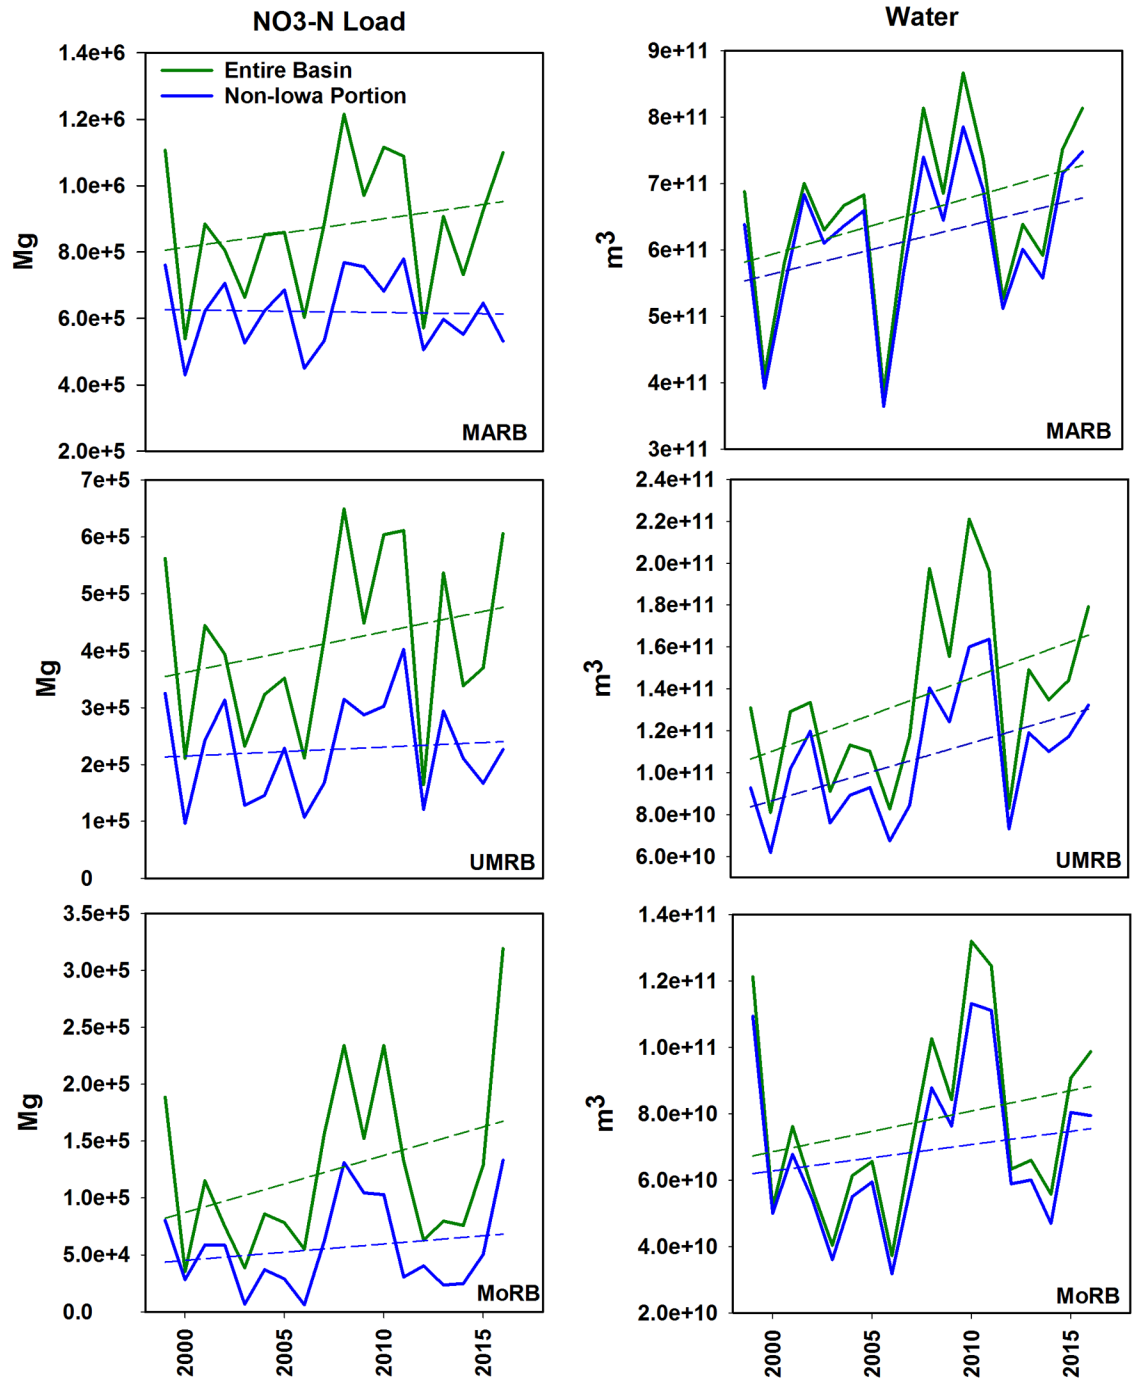 NO3-N Load
Water
1.4e+6
1.2e+6
1.0e+6
8.0e+5
6.0e+5
4.0e+5
2.0e+5
Mg
Entire Basin
Non-Iowa Portion
MARB
9e+11
8e+11
7e+11
6e+11
5e+11
4e+11
3e+11
m3
MARB
7e+5
6e+5
5e+5
4e+5
3e+5
2e+5
1e+5
0
Mg
UMRB
2.4e+11
2.2e+11
2.0e+11
1.8e+11
1.6e+11
1.4e+11
1.2e+11
1.0e+11
8.0e+10
6.0e+10
m3
UMRB
3.5e+5
3.0e+5
2.5e+5
2.0e+5
1.5e+5
1.0e+5
5.0e+4
0.0
Mg
MoRB
2000
2005
2010
2015
1.4e+11
1.2e+11
1.0e+11
8.0e+10
6.0e+10
4.0e+10
2.0e+10
m3
MoRB
2000
2005
2010
2015